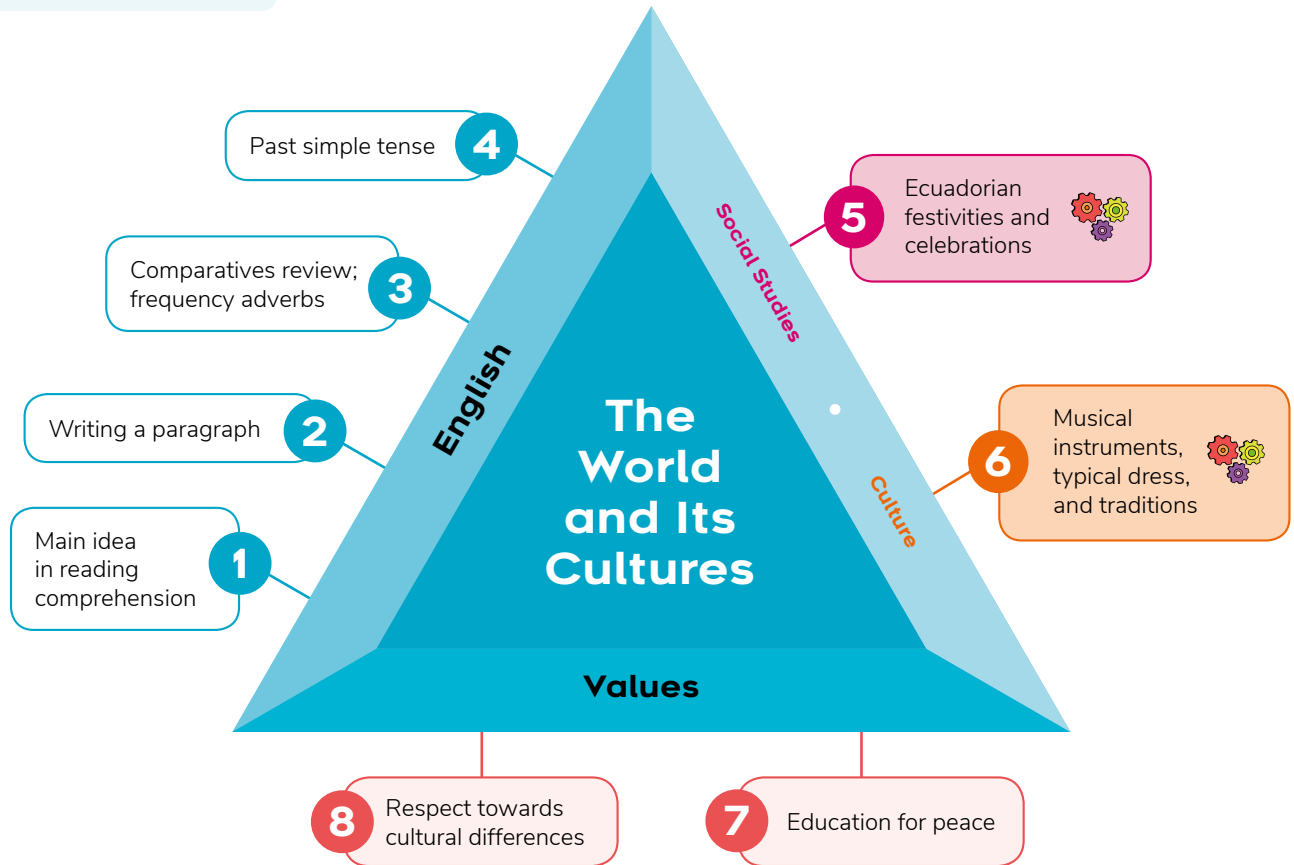 Past simple tense
4
Comparatives review;
frequency adverbs
3
Writing a paragraph
2
Main idea
in reading
comprehension
1
English
The
World
and Its
Cultures
Social Studies
Culture
Values
5
Ecuadorian
festivities and
celebrations
6
Musical
instruments,
typical dress,
and traditions
8
Respect towards
cultural differences
7
Education for peace